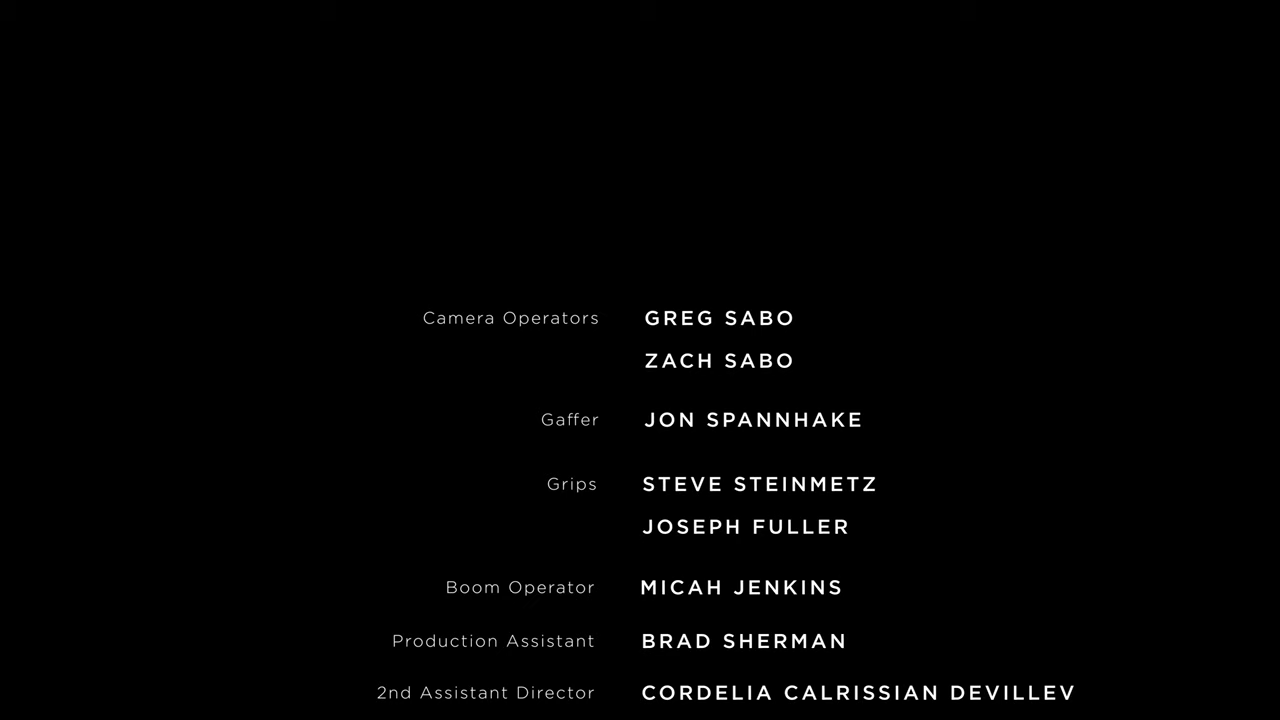 Camera Operators GREG SABO
ZACH SABO
Gaffer JON SPANNHAKE
Grips STEVE STEINMETZ
JOSEPH FULLER
Boom Operator MICAH JENKINS
Production Assistant BRAD SHERMAN
2nd Assistant Director CORDELIA CALRISSIAN DEVILLEV